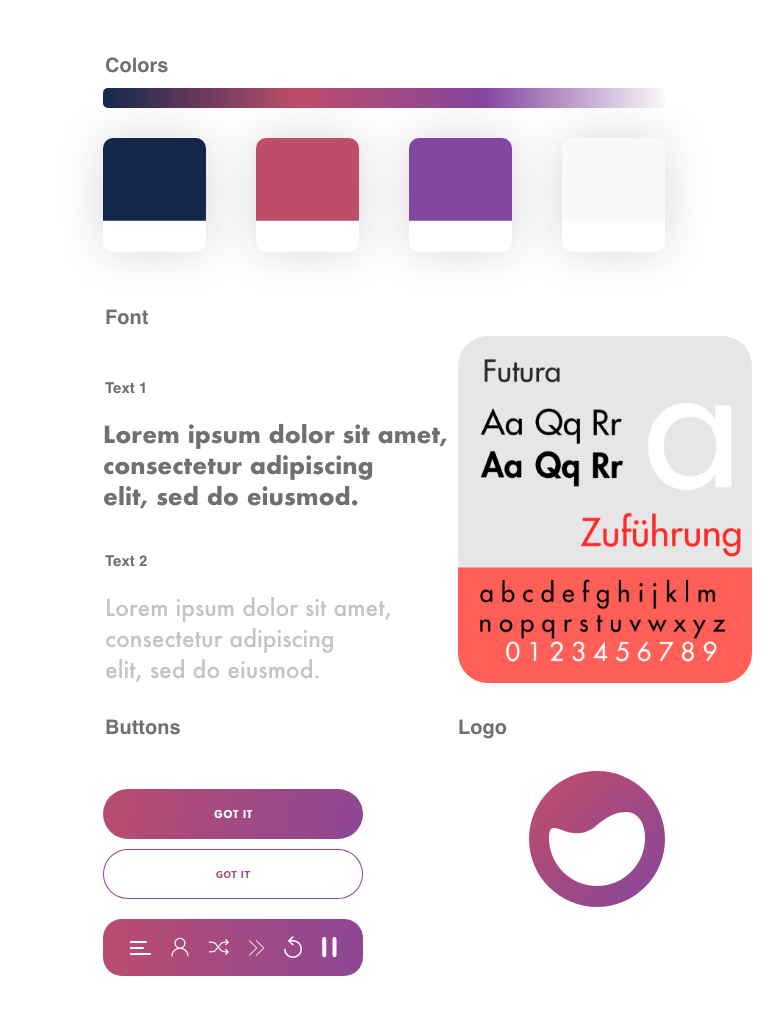 Colors
Font
Text 1
Lorem ipsum dolor sit amet,
consectetur adipiscing
elit, sed do eiusmod.
Text 2
Lorem ipsum dolor sit amet,
consectetur adipiscing
elit, sed do eiusmod.
Futura
Aa Qq Rr
Aa Qq Rr
a
Zuführung
a b c d e f g h i j k l m
n o p q r s t u v w x y z
0 1 2 3 4 5 6 7 8 9
Buttons
GOT IT
GOT IT
Logo